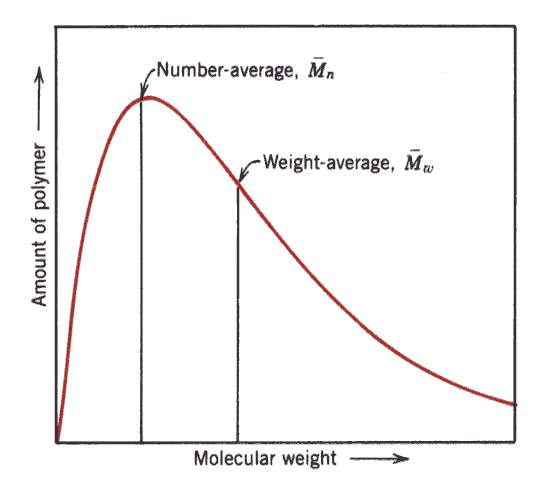 Number-average, M̄n
Weight-average, M̄w
Amount of polymer
Molecular weight